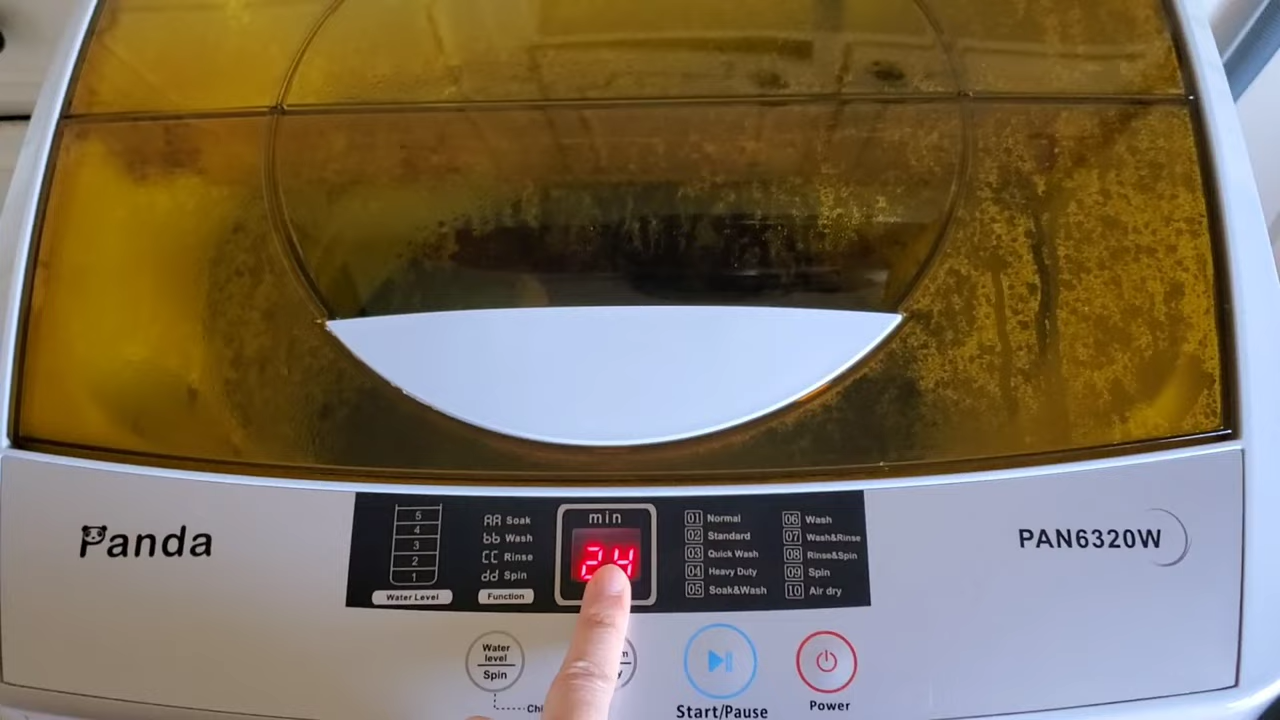 Panda
5
4
3
2
1
Water Level
AA Soak
bb Wash
CC Rinse
dd Spin
Function
min
24
01 Normal
02 Standard
03 Quick Wash
04 Heavy Duty
05 Soak&Wash
06 Wash
07 Wash&Rinse
08 Rinse&Spin
09 Spin
10 Air dry
PAN6320W
Water
level
Spin
Start/Pause
Power